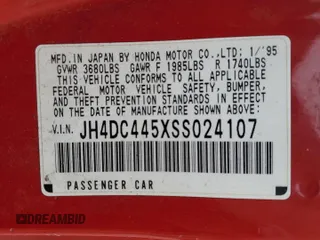 MFD. IN JAPAN BY HONDA MOTOR CO.,LTD: 1/'95
GVWR 3680LBS GAWR F 1985LBS R 1740LBS
THIS VEHICLE CONFORMS TO ALL APPLICABLE
FEDERAL MOTOR VEHICLE SAFETY, BUMPER,
AND THEFT PREVENTION STANDARDS IN EFFECT
ON THE DATE OF MANUFACTURE SHOWN ABOVE.
V.I.N. JH4DC445XSS024107
PASSENGER CAR
DREAMBID